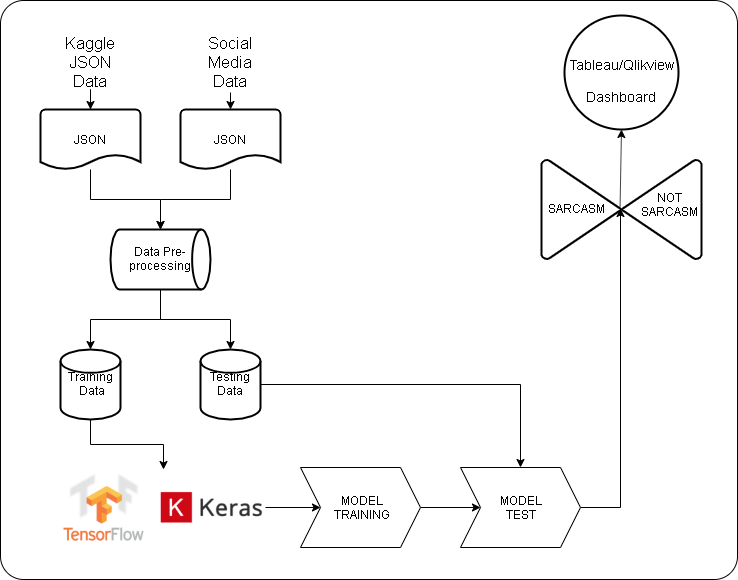 Kaggle
JSON
Data
Social
Media
Data
JSON
JSON
Data Pre-
processing
Training
Data
Testing
Data
TensorFlow
K Keras
MODEL
TRAINING
MODEL
TEST
SARCASM
NOT
SARCASM
Tableau/Qlikview
Dashboard